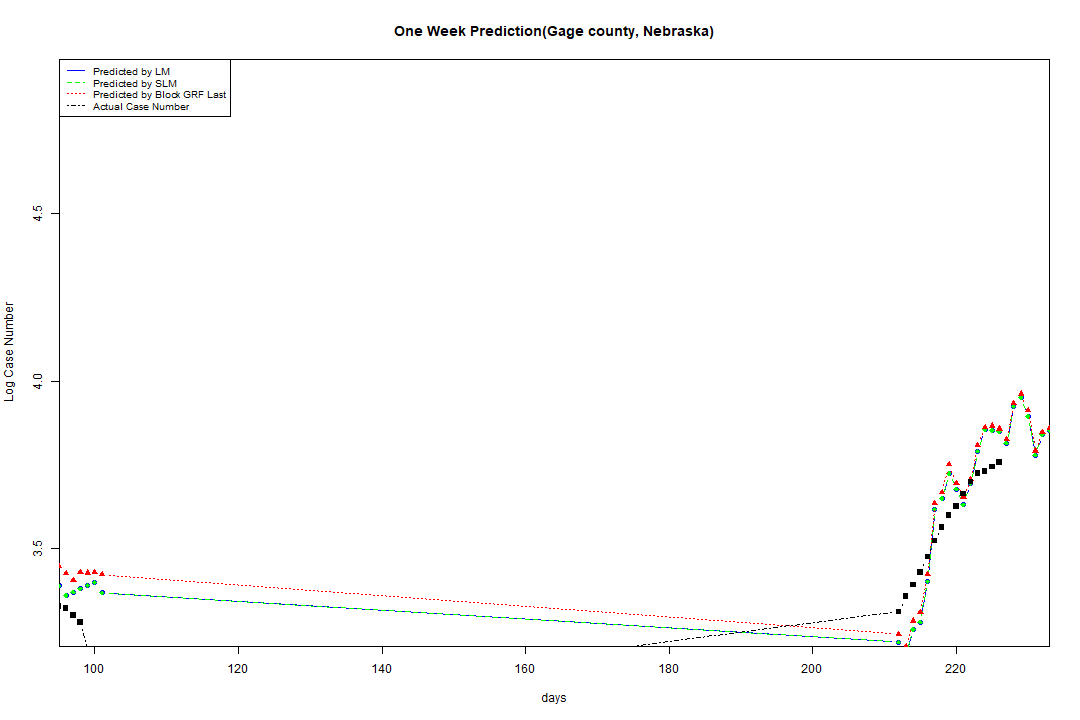 One Week Prediction(Gage county, Nebraska)
Predicted by LM
Predicted by SLM
Predicted by Block GRF Last
Actual Case Number
Log Case Number
4.5
4.0
3.5
100
120
140
160
180
200
220
days